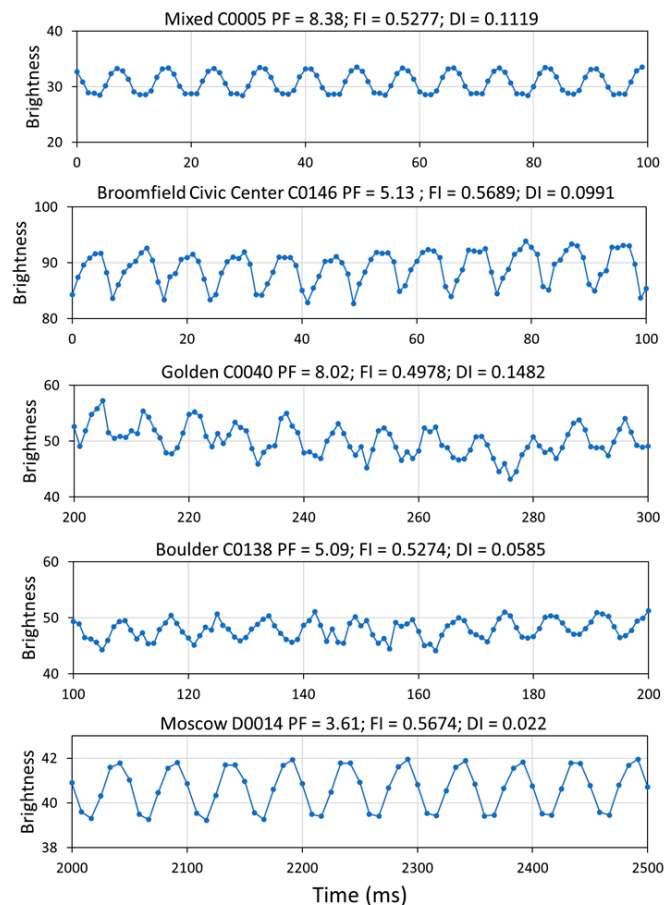 Mixed C0005 PF = 8.38; FI = 0.5277; DI = 0.1119
Brightness
40
30
20
0 20 40 60 80 100
Broomfield Civic Center C0146 PF = 5.13 ; FI = 0.5689; DI = 0.0991
Brightness
100
90
80
0 20 40 60 80 100
Golden C0040 PF = 8.02; FI = 0.4978; DI = 0.1482
Brightness
60
50
40
200 220 240 260 280 300
Boulder C0138 PF = 5.09; FI = 0.5274; DI = 0.0585
Brightness
60
50
40
100 120 140 160 180 200
Moscow D0014 PF = 3.61; FI = 0.5674; DI = 0.022
Brightness
42
40
38
2000 2100 2200 2300 2400 2500
Time (ms)